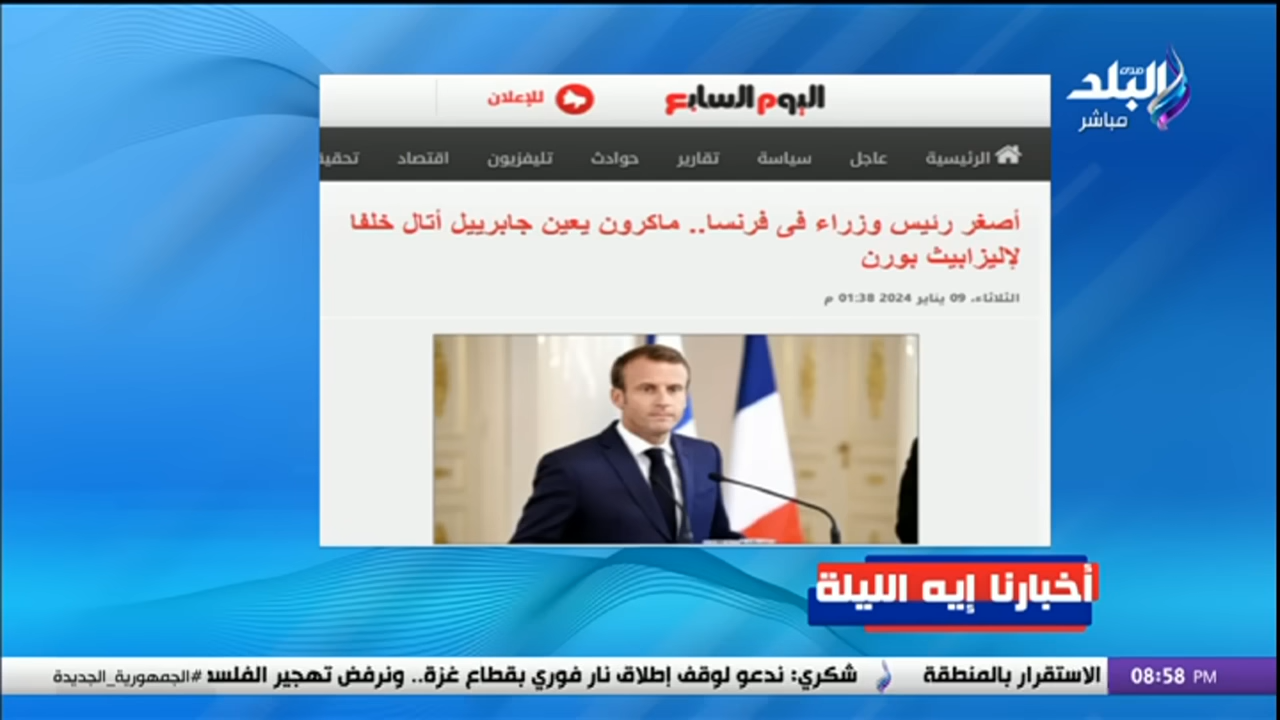 صدى
البلد
مباشر
اليوم السابع
للإعلان
الرئيسية عاجل سياسة تقارير حوادث تليفزيون اقتصاد تحقي
أصغر رئيس وزراء فى فرنسا.. ماكرون يعين جابرييل أتال خلفا
لإليزابيث بورن
الثلاثاء، 09 يناير 2024 01:38 م
أخبارنا إيه الليلة
08:58 PM
الاستقرار بالمنطقة شكري: ندعو لوقف إطلاق نار فوري بقطاع غزة.. ونرفض تهجير الفلسـ
#الجمهورية_الجديدة